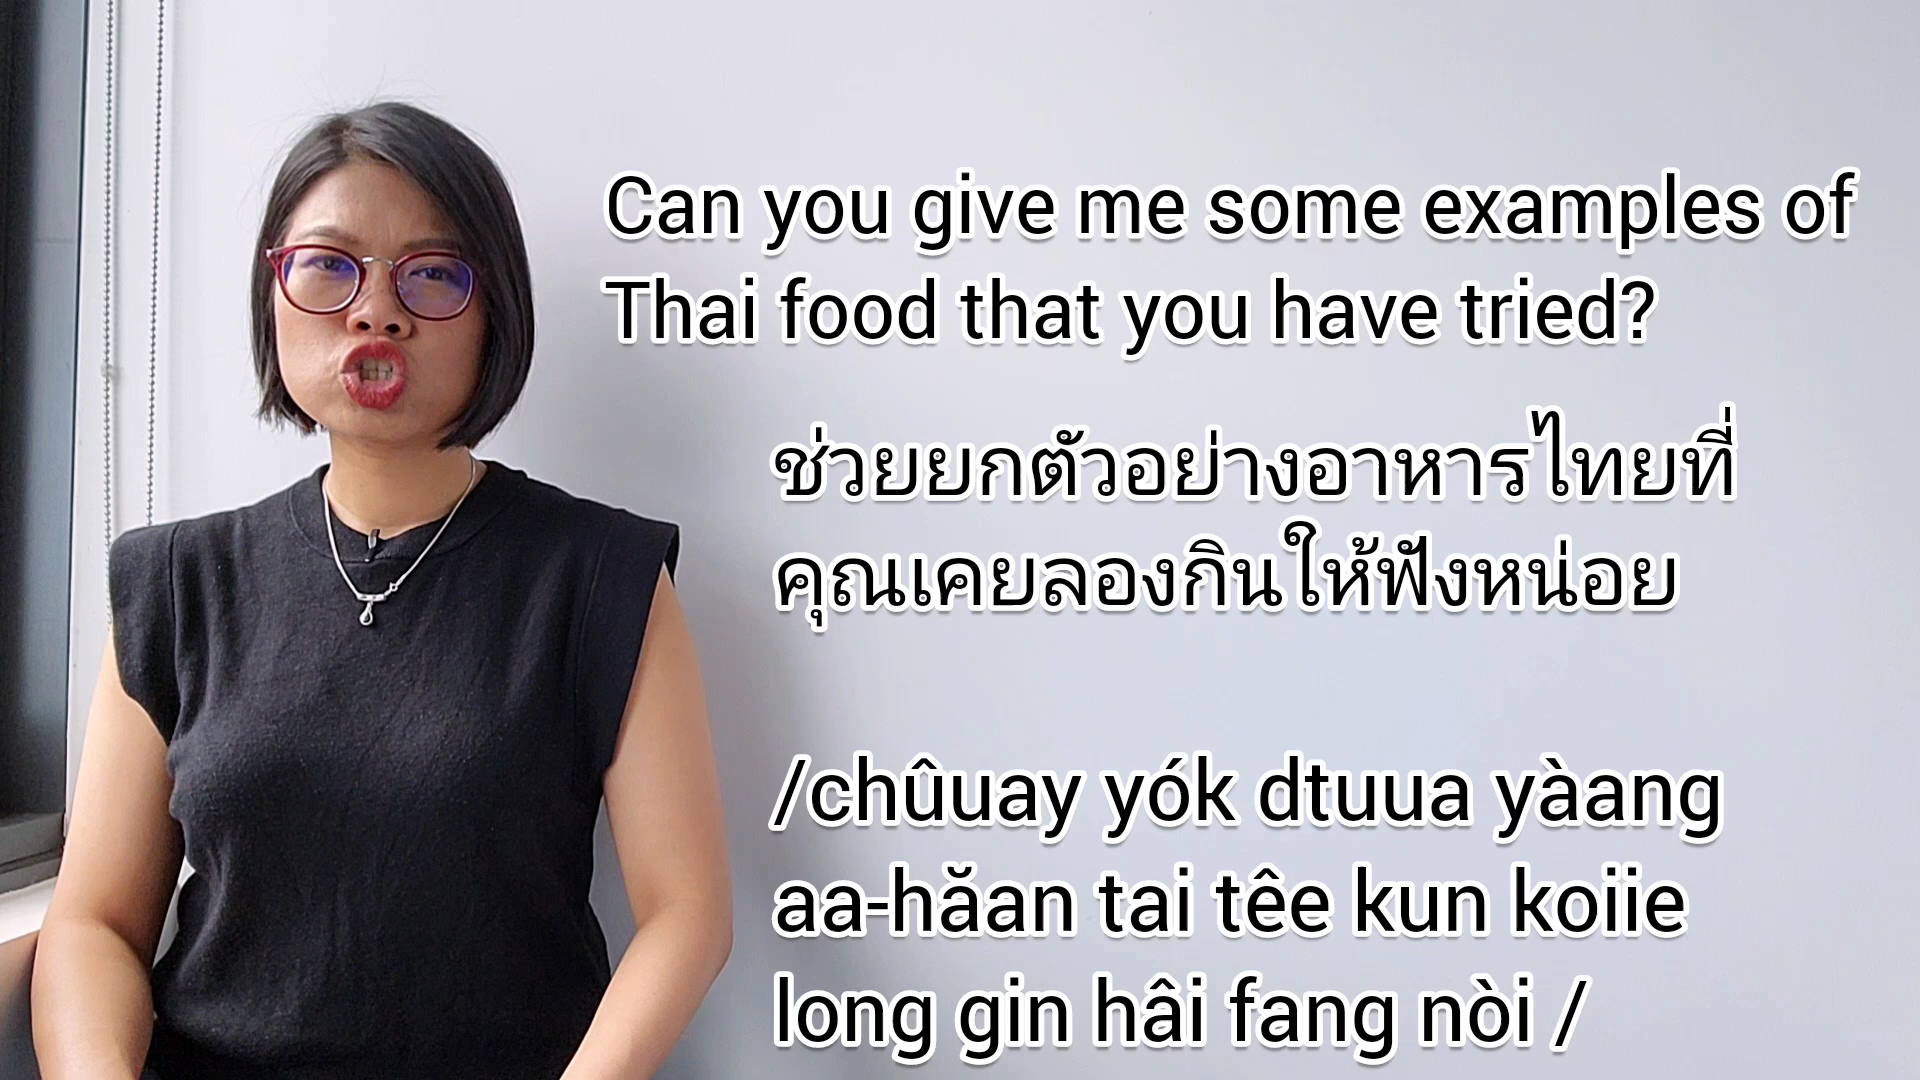 Can you give me some examples of
Thai food that you have tried?
ช่วยยกตัวอย่างอาหารไทยที่
คุณเคยลองกินให้ฟังหน่อย
/chûuay yók dtuua yàang
aa-hăan tai têe kun koiie
long gin hâi fang nòi /